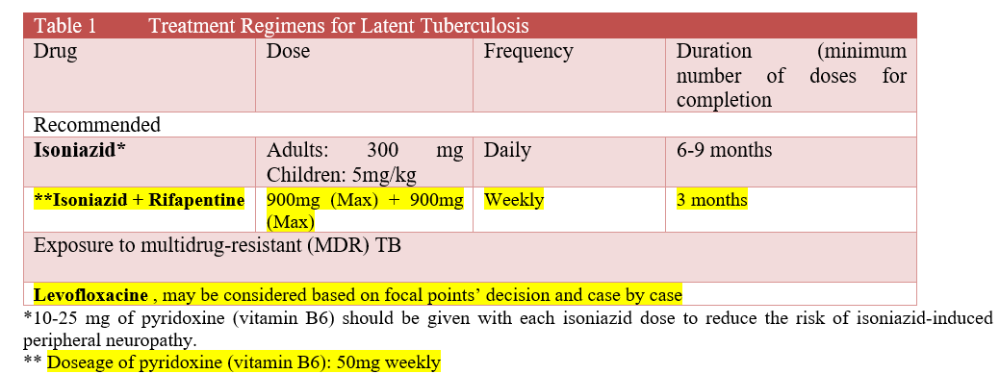 Table 1 Treatment Regimens for Latent Tuberculosis
Drug Dose Frequency Duration (minimum
number of doses for
completion
Recommended
Isoniazid* Adults: 300 mg Daily 6-9 months
Children: 5mg/kg
**Isoniazid + Rifapentine 900mg (Max) + 900mg Weekly 3 months
(Max)
Exposure to multidrug-resistant (MDR) TB
Levofloxacine , may be considered based on focal points’ decision and case by case
*10-25 mg of pyridoxine (vitamin B6) should be given with each isoniazid dose to reduce the risk of isoniazid-induced
peripheral neuropathy.
** Doseage of pyridoxine (vitamin B6): 50mg weekly